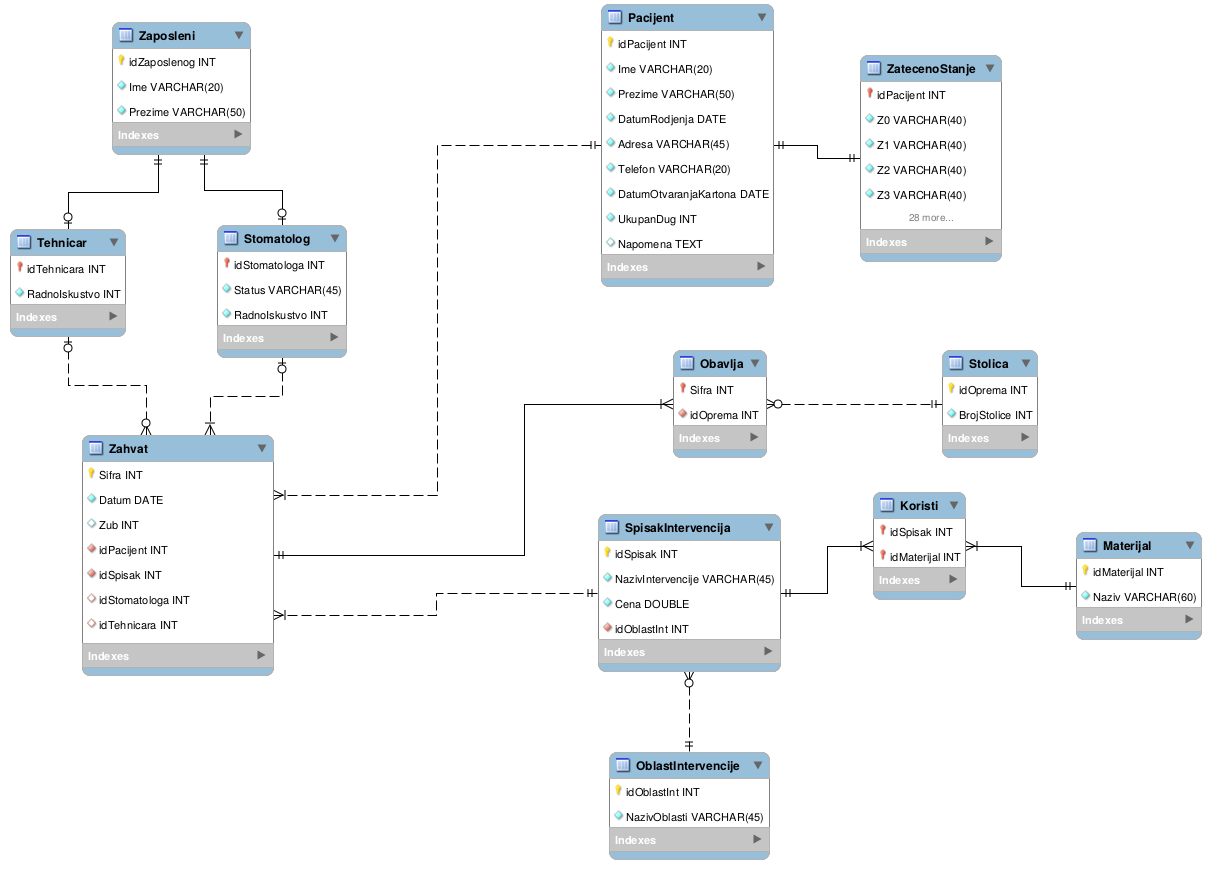 Zaposleni
idZaposlenog INT
Ime VARCHAR(20)
Prezime VARCHAR(50)
Indexes
Pacijent
idPacijent INT
Ime VARCHAR(20)
Prezime VARCHAR(50)
DatumRodjenja DATE
Adresa VARCHAR(45)
Telefon VARCHAR(20)
DatumOtvaranjaKartona DATE
UkupanDug INT
Napomena TEXT
Indexes
ZatecenoStanje
idPacijent INT
Z0 VARCHAR(40)
Z1 VARCHAR(40)
Z2 VARCHAR(40)
Z3 VARCHAR(40)
28 more...
Indexes
Tehnicar
idTehnicara INT
RadnoIskustvo INT
Indexes
Stomatolog
idStomatologa INT
Status VARCHAR(45)
RadnoIskustvo INT
Indexes
Obavlja
Sifra INT
idOprema INT
Indexes
Stolica
idOprema INT
BrojStolice INT
Indexes
Zahvat
Sifra INT
Datum DATE
Zub INT
idPacijent INT
idSpisak INT
idStomatologa INT
idTehnicara INT
Indexes
SpisakIntervencija
idSpisak INT
NazivIntervencije VARCHAR(45)
Cena DOUBLE
idOblastInt INT
Indexes
Koristi
idSpisak INT
idMaterijal INT
Indexes
Materijal
idMaterijal INT
Naziv VARCHAR(60)
Indexes
OblastIntervencije
idOblastInt INT
NazivOblasti VARCHAR(45)
Indexes